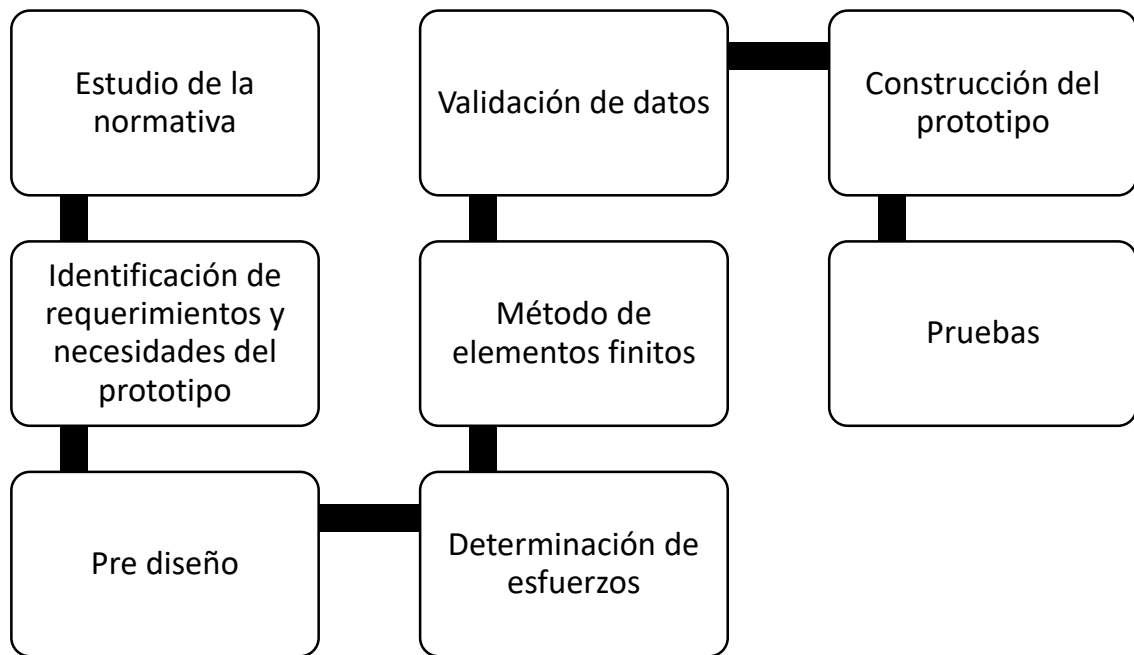 Estudio de la
normativa
Identificación de
requerimientos y
necesidades del
prototipo
Pre diseño
Determinación de
esfuerzos
Método de
elementos finitos
Validación de datos
Construcción del
prototipo
Pruebas